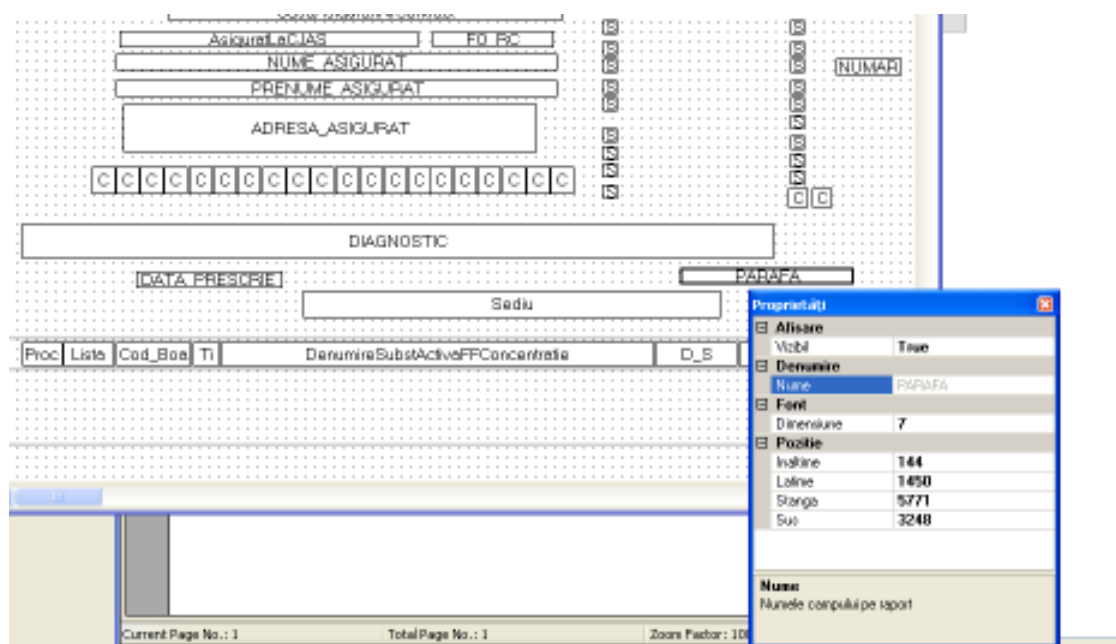 AsiguratLaCJAS FO_RC
S S
NUME_ASIGURAT S S NUMAR
PRENUME_ASIGURAT S S
S S
ADRESA_ASIGURAT S
S S
S S
C C C C C C C C C C C C C C C C C C C C S S
S C C
DIAGNOSTIC
DATA_PRESCRIE PARAFA
Sediu
Proc Lista Cod_Boa Ti DenumireSubstActivaFFConcentratie D_S
Proprietăți
Afisare
Vizibil True
Denumire
Nume PARAFA
Font
Dimensiune 7
Pozitie
Inaltime 144
Latime 1450
Stanga 5771
Sus 3248
Nume
Numele campului pe raport
Current Page No.: 1 Total Page No.: 1 Zoom Factor: 10